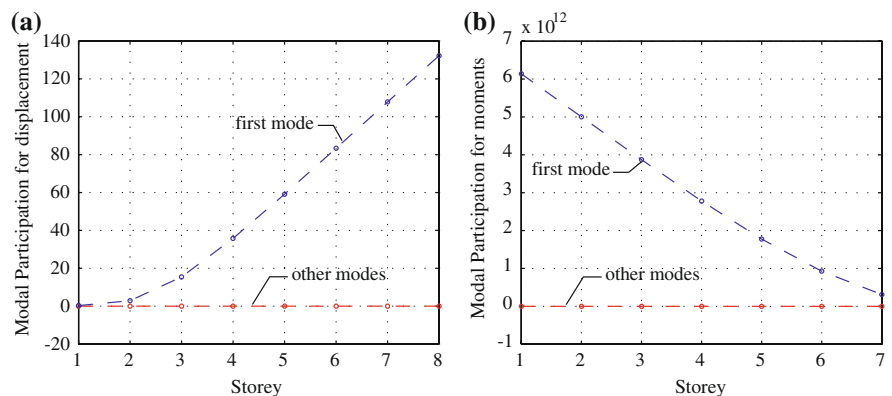 (a)
Modal Participation for displacement
140
120
100
80
60
40
20
0
-20
first mode
other modes
1 2 3 4 5 6 7 8
Storey
(b)
x 10^12
Modal Participation for moments
7
6
5
4
3
2
1
0
-1
first mode
other modes
1 2 3 4 5 6 7
Storey